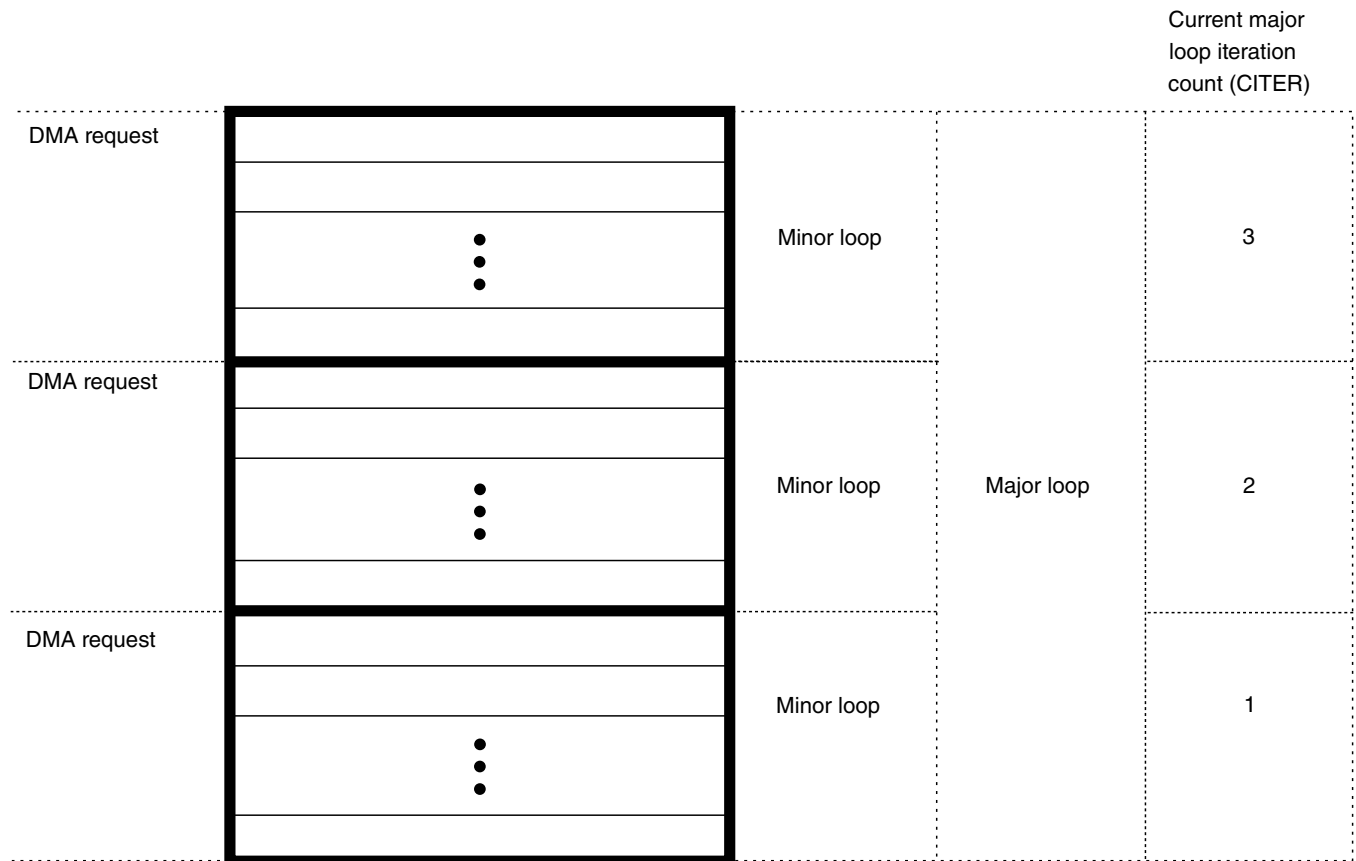 Current major
loop iteration
count (CITER)
DMA request
Minor loop
3
DMA request
Minor loop
Major loop
2
DMA request
Minor loop
1